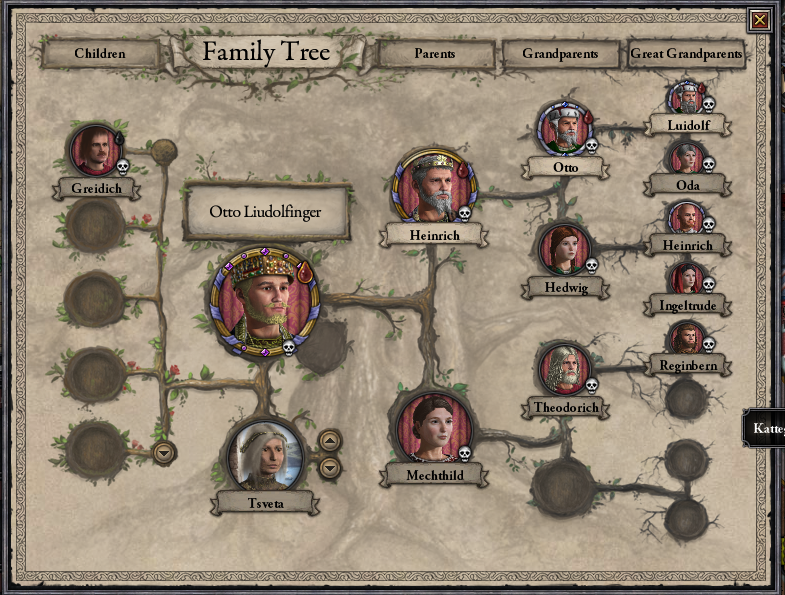 Children
Family Tree
Parents
Grandparents
Great Grandparents
Greidich
Otto Liudolfinger
Tsveta
Heinrich
Mechthild
Otto
Hedwig
Theodorich
Luidolf
Oda
Heinrich
Ingeltrude
Reginbern